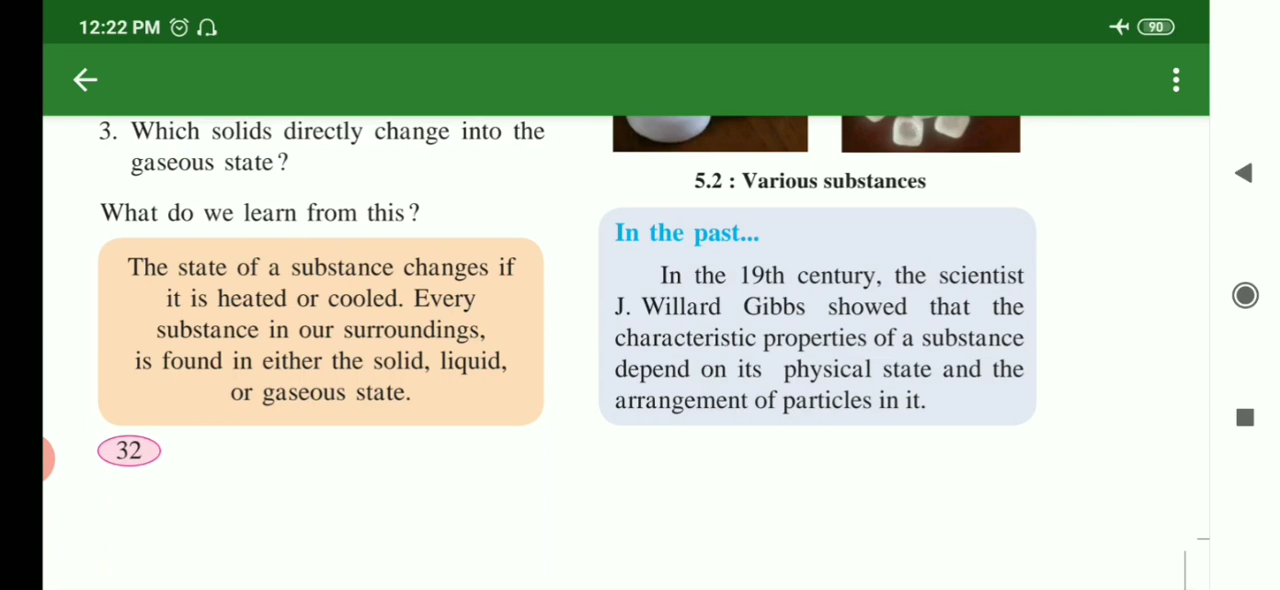 12:22 PM
90
3. Which solids directly change into the
gaseous state?
What do we learn from this?
The state of a substance changes if
it is heated or cooled. Every
substance in our surroundings,
is found in either the solid, liquid,
or gaseous state.
32
5.2 : Various substances
In the past...
In the 19th century, the scientist
J. Willard Gibbs showed that the
characteristic properties of a substance
depend on its physical state and the
arrangement of particles in it.